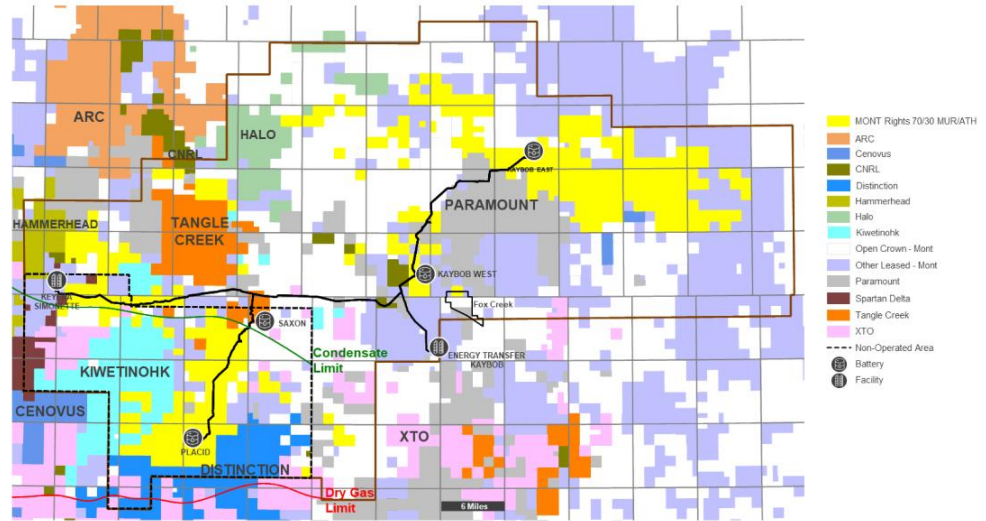 ARC
CNRL
HALO
HAMMERHEAD
TANGLE
CREEK
KAYBOB EAST
PARAMOUNT
KAYBOB WEST
KEYERA
SIMONETTE
Fox Creek
SAXON
ENERGY TRANSFER
KAYBOB
Condensate
Limit
KIWETINOHK
CENOVUS
PLACID
XTO
DISTINCTION
Dry Gas
Limit
6 Miles
MONT Rights 70/30 MUR/ATH
ARC
Cenovus
CNRL
Distinction
Hammerhead
Halo
Kiwetinohk
Open Crown - Mont
Other Leased - Mont
Paramount
Spartan Delta
Tangle Creek
XTO
Non-Operated Area
Battery
Facility